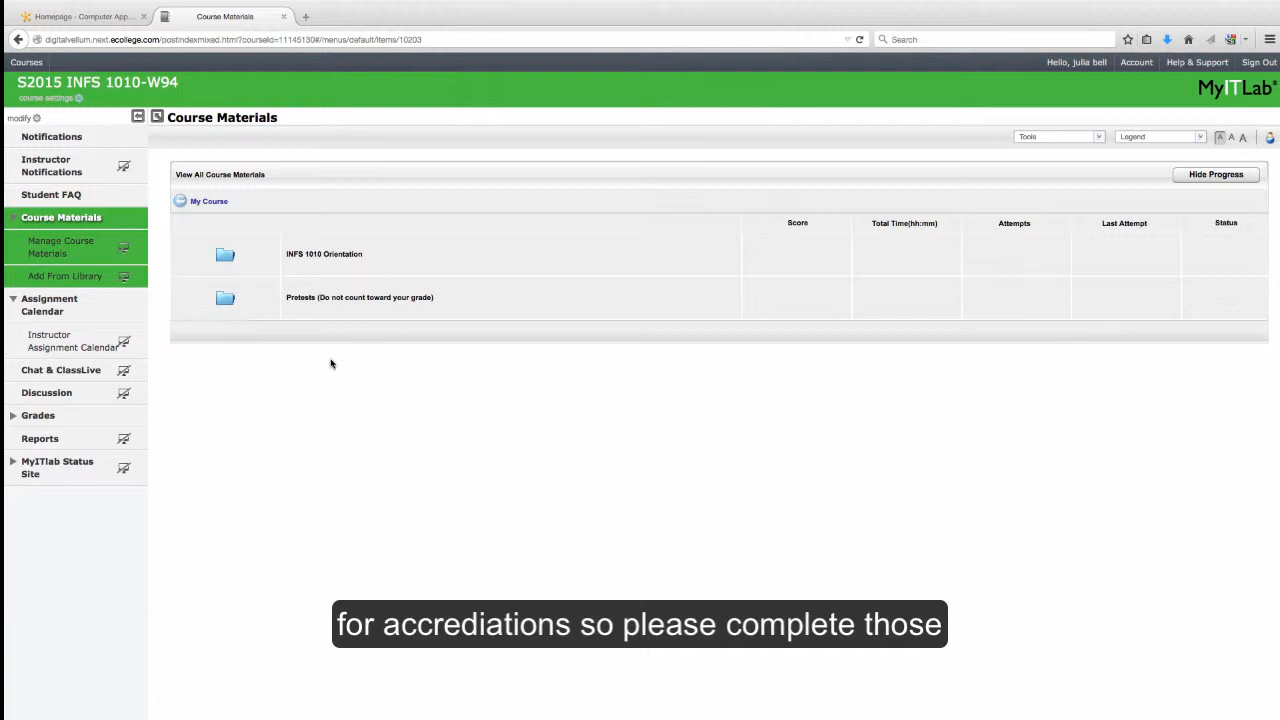 Homepage - Computer App...
Course Materials
digitalvellum.next.ecollege.com/postindexmixed.html?courseId=11145130#/menus/default/items/10203
Search
Courses
Hello, julia bell
Account
Help & Support
Sign Out
S2015 INFS 1010-W94
course settings
MyITLab®
modify
Course Materials
Notifications
Tools
Legend
A A A
Instructor
Notifications
View All Course Materials
Hide Progress
Student FAQ
My Course
Course Materials
Score
Total Time(hh:mm)
Attempts
Last Attempt
Status
Manage Course
Materials
INFS 1010 Orientation
Add From Library
Pretests (Do not count toward your grade)
Assignment
Calendar
Instructor
Assignment Calendar
Chat & ClassLive
Discussion
Grades
Reports
MyITlab Status
Site
for accrediations so please complete those